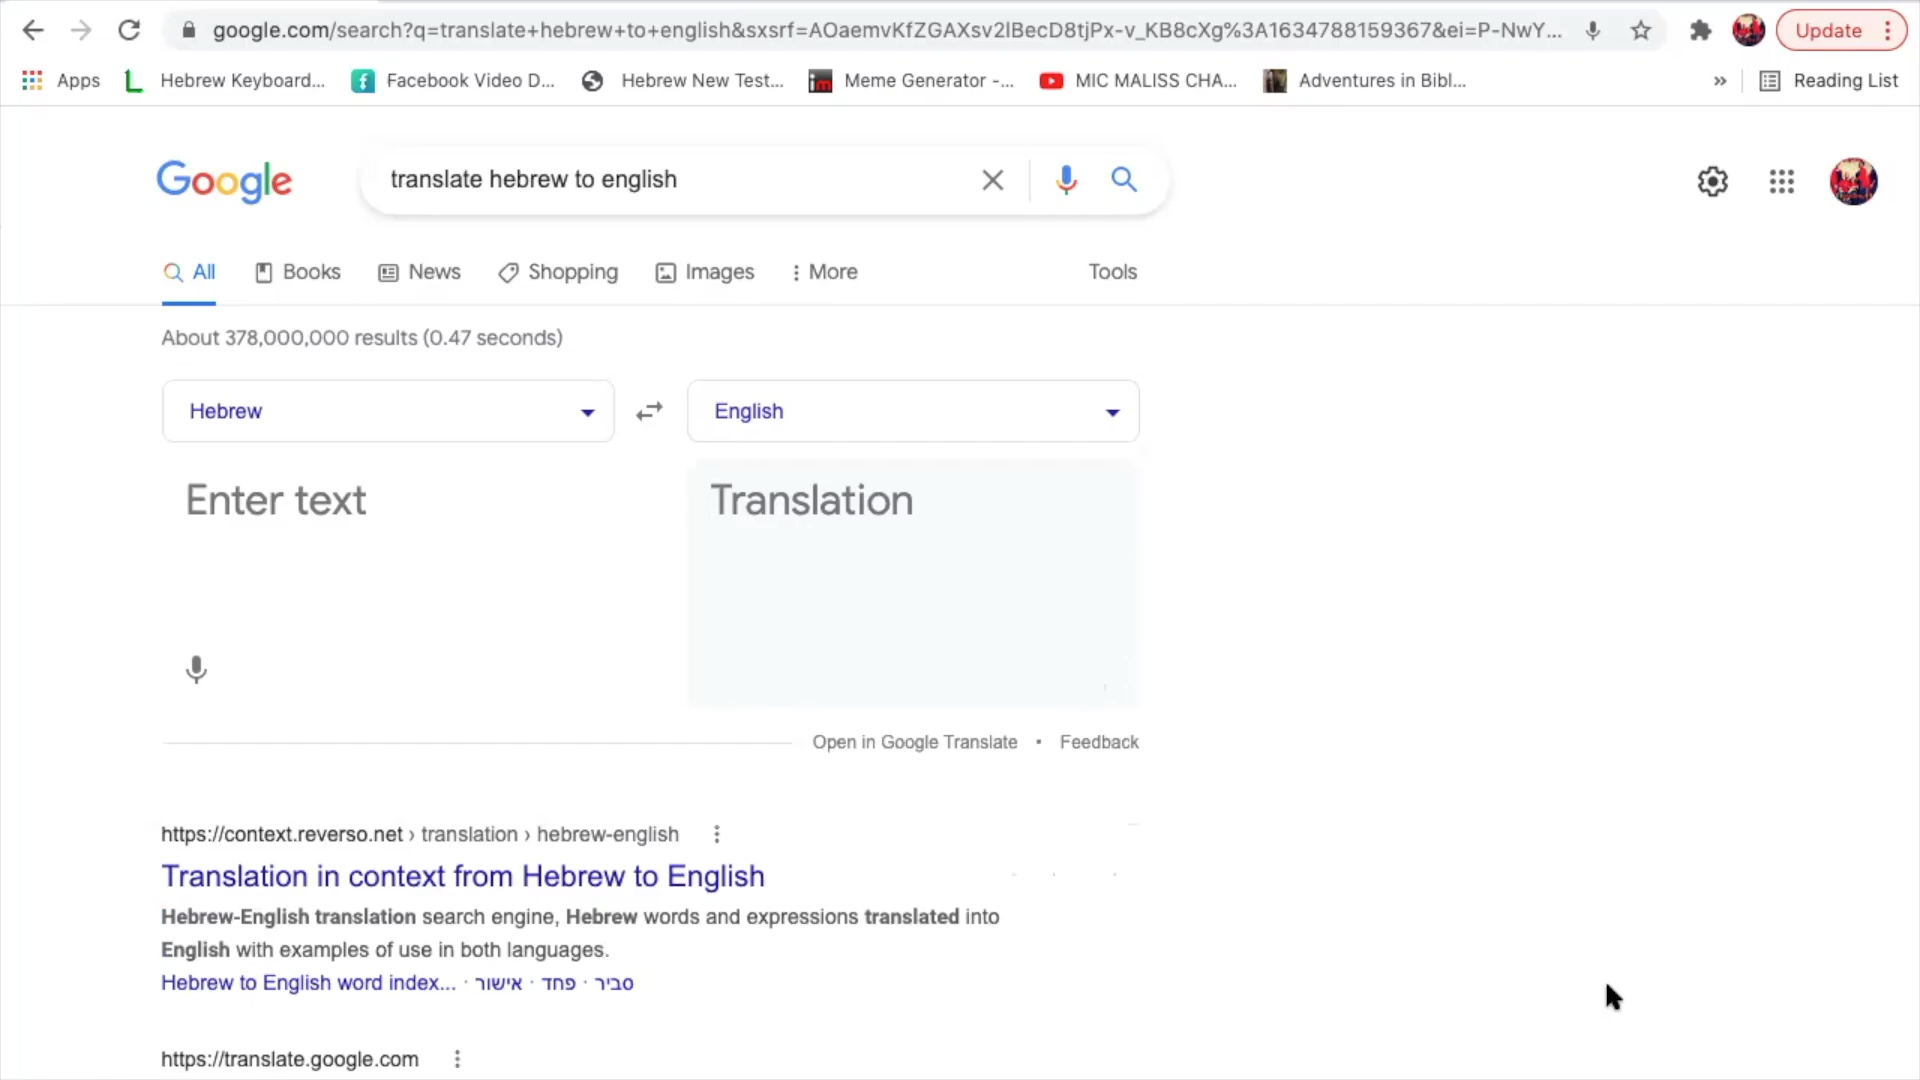 google.com/search?q=translate+hebrew+to+english&sxsrf=AOaemvKfZGAXsv2lBecD8tjPx-v_KB8cXg%3A1634788159367&ei=P-NwY... Update
Apps Hebrew Keyboard... Facebook Video D... Hebrew New Test... Meme Generator -... MIC MALISS CHA... Adventures in Bibl... » Reading List
Google translate hebrew to english
All Books News Shopping Images More Tools
About 378,000,000 results (0.47 seconds)
Hebrew English
Enter text Translation
Open in Google Translate • Feedback
https://context.reverso.net › translation › hebrew-english
Translation in context from Hebrew to English
Hebrew-English translation search engine, Hebrew words and expressions translated into
English with examples of use in both languages.
Hebrew to English word index... · אישור · פחד · סביר
https://translate.google.com